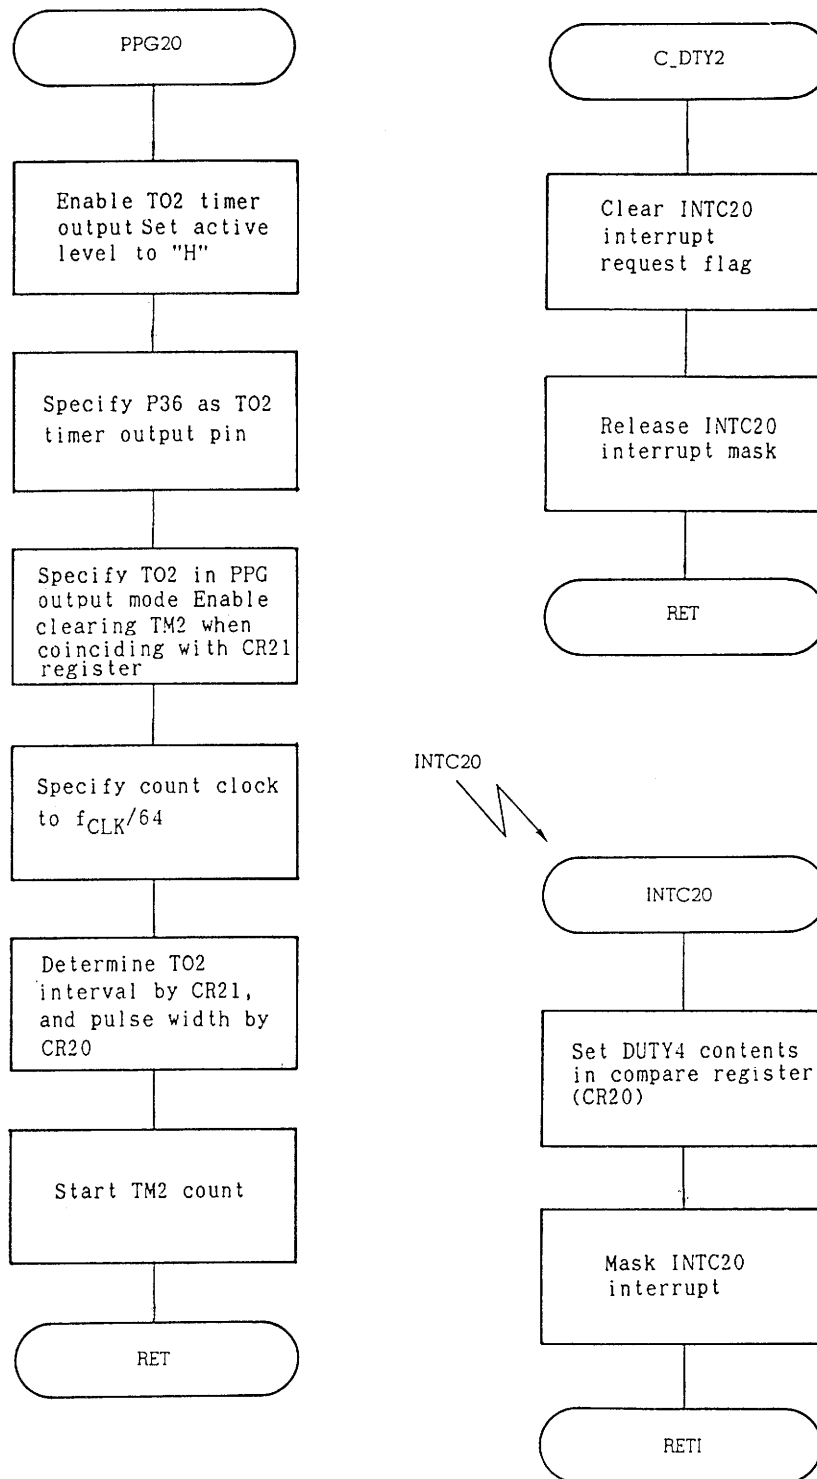 PPG20
Enable TO2 timer
output Set active
level to "H"
Specify P36 as TO2
timer output pin
Specify TO2 in PPG
output mode Enable
clearing TM2 when
coinciding with CR21
register
Specify count clock
to fCLK/64
Determine TO2
interval by CR21,
and pulse width by
CR20
Start TM2 count
RET
C_DTY2
Clear INTC20
interrupt
request flag
Release INTC20
interrupt mask
RET
INTC20
INTC20
Set DUTY4 contents
in compare register
(CR20)
Mask INTC20
interrupt
RETI